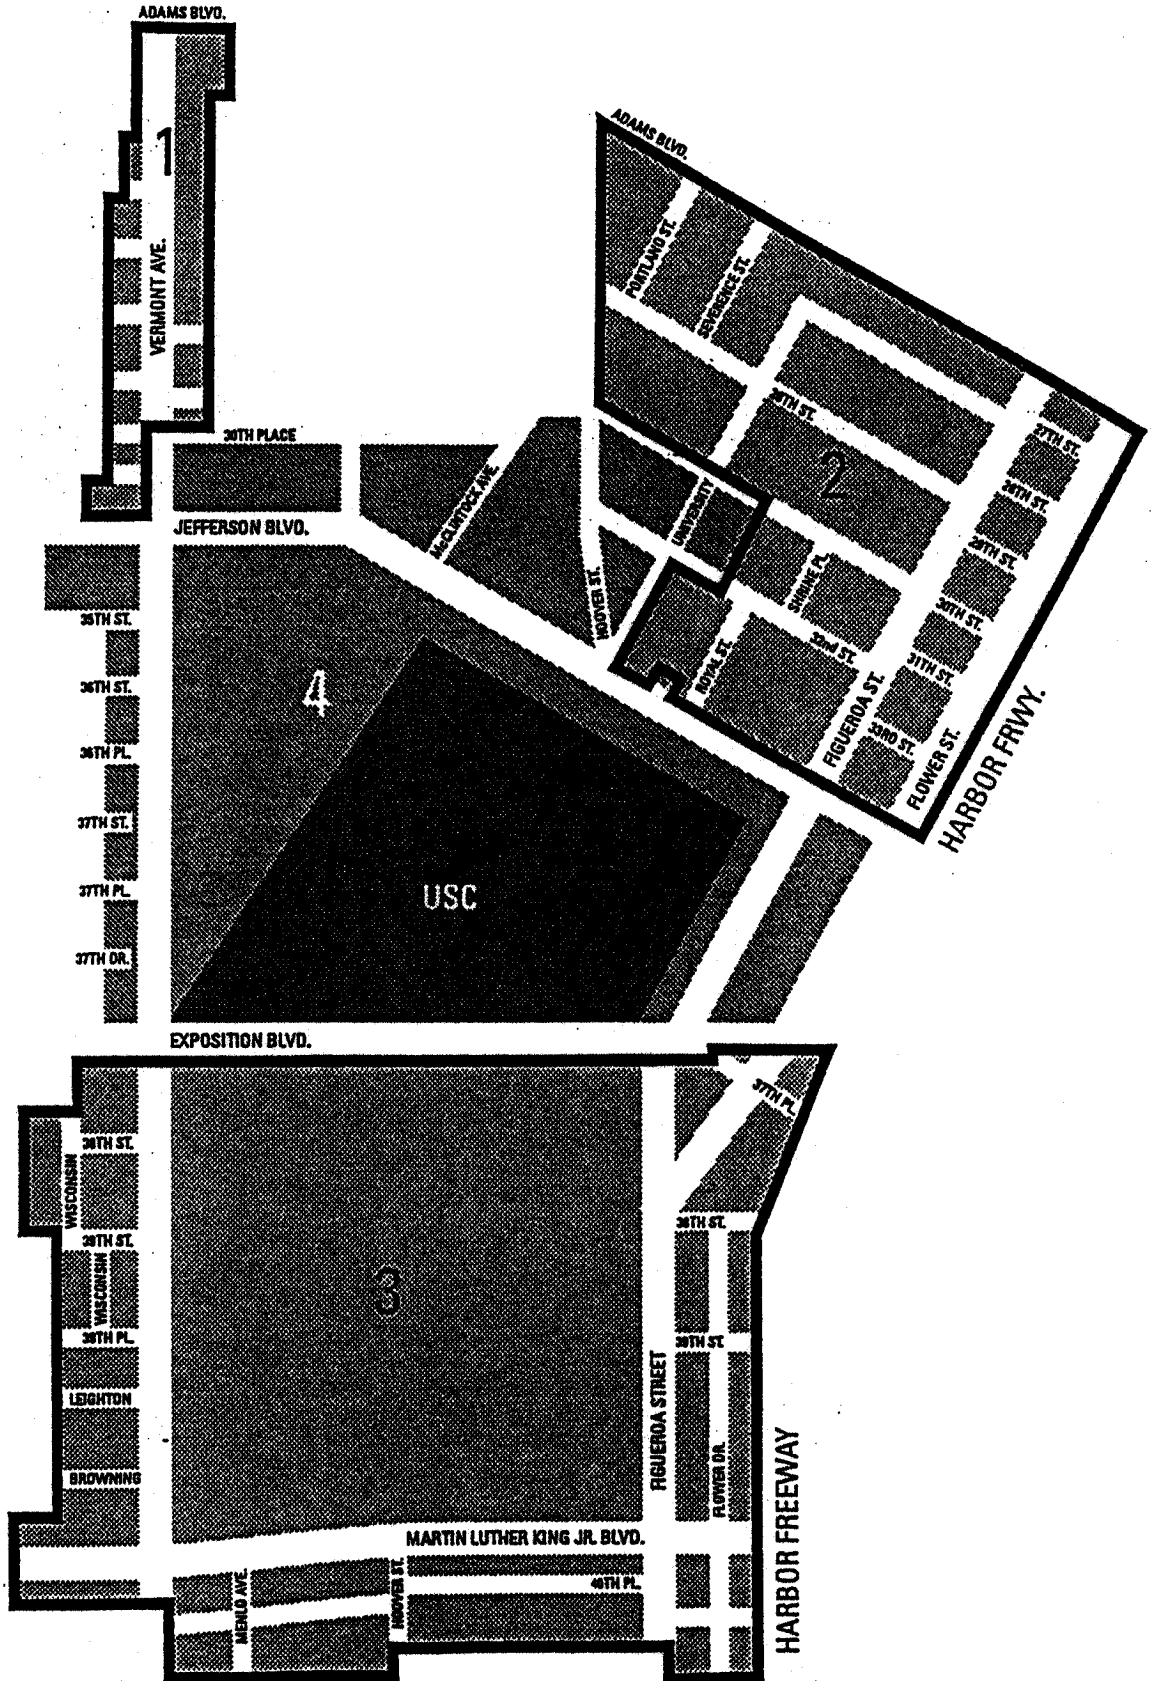 ADAMS BLVD.
1
VERMONT AVE.
ADAMS BLVD.
PORTLAND ST.
SEVERENCE ST.
28TH ST.
2
27TH ST.
28TH ST.
29TH ST.
30TH ST.
31TH ST.
33RD ST.
30TH PLACE
McCLINTOCK AVE.
UNIVERSITY
JEFFERSON BLVD.
HOOVER ST.
SHRINE PL.
ROYAL ST.
32nd ST.
FIGUEROA ST.
FLOWER ST.
HARBOR FRWY.
35TH ST.
36TH ST.
36TH PL.
37TH ST.
37TH PL.
37TH DR.
4
USC
EXPOSITION BLVD.
37TH PL.
38TH ST.
WISCONSIN
39TH ST.
WISCONSIN
39TH PL.
LEIGHTON
BROWNING
3
38TH ST.
39TH ST.
FIGUEROA STREET
FLOWER DR.
HARBOR FREEWAY
MARTIN LUTHER KING JR. BLVD.
MENLO AVE.
HOOVER ST.
40TH PL.